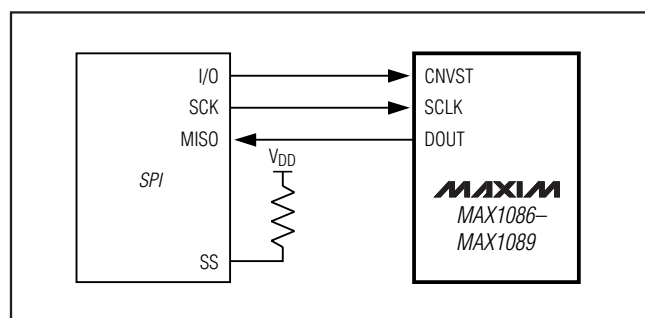 I/O
SCK
MISO
SPI
SS
VDD
CNVST
SCLK
DOUT
MAXIM
MAX1086–
MAX1089